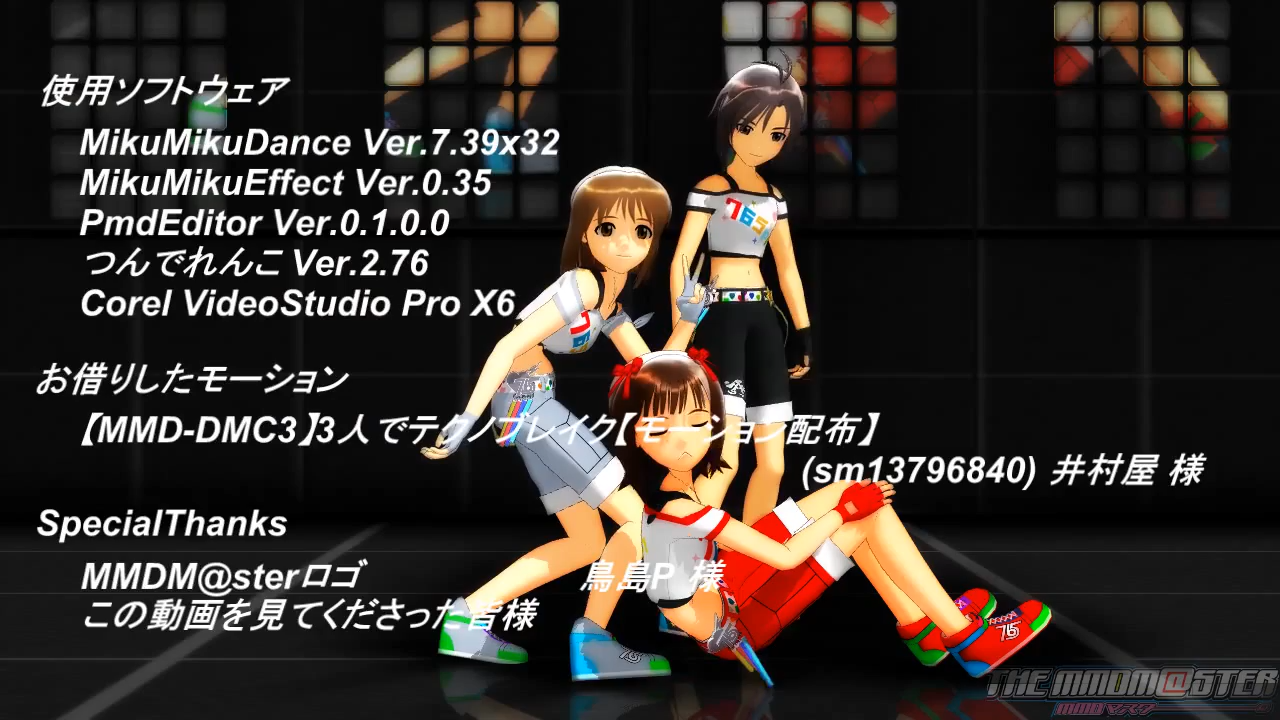 使用ソフトウェア
MikuMikuDance Ver.7.39x32
MikuMikuEffect Ver.0.35
PmdEditor Ver.0.1.0.0
つんでれんこ Ver.2.76
Corel VideoStudio Pro X6
お借りしたモーション
【MMD-DMC3】3人でテクノブレイク【モーション配布】
(sm13796840) 井村屋 様
SpecialThanks
MMDM@sterロゴ 鳥島P 様
この動画を見てくださった皆様
765
765
THE MMDM@STER